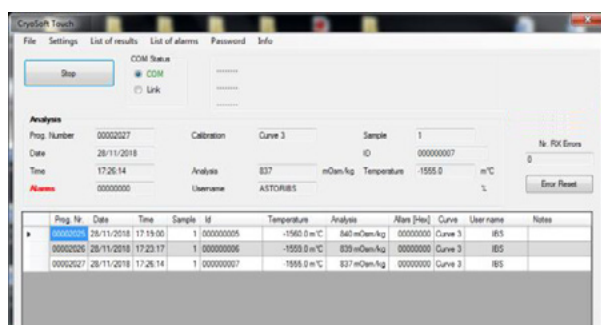 CryoSoft Touch
File Settings List of results List of alarms Password Info
COM Status
Stop
COM
Link
Analysis
Prog. Number 00002027 Calibration Curve 3 Sample 1
Date 28/11/2018 ID 000000007
Time 17:26:14 Analysis 837 mOsm/kg Temperature -1555.0 m°C
Alarms 00000000 Username ASTORIBS %
Nr. RX Errors
0
Error Reset
Prog. Nr. Date Time Sample Id Temperature Analysis Allars [Hex] Curve User name Notes
00002025 28/11/2018 17:19:00 1 000000005 -1560.0 m°C 840 mOsm/kg 00000000 Curve 3 IBS
00002026 28/11/2018 17:23:17 1 000000006 -1559.0 m°C 839 mOsm/kg 00000000 Curve 3 IBS
00002027 28/11/2018 17:26:14 1 000000007 -1555.0 m°C 837 mOsm/kg 00000000 Curve 3 IBS